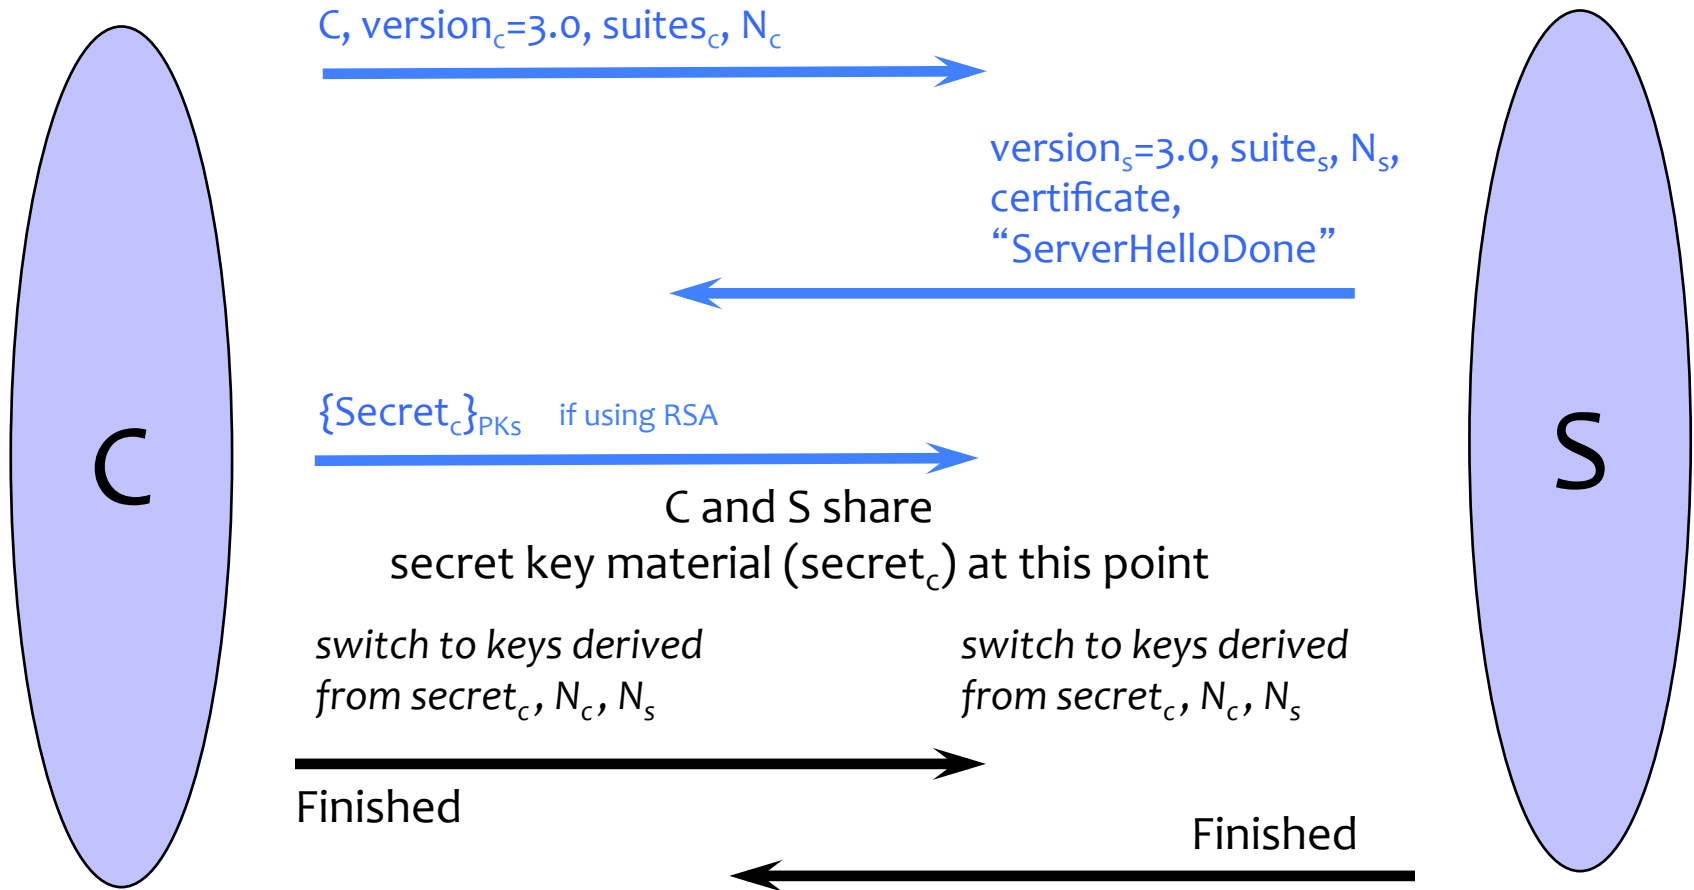 C, version_c=3.0, suites_c, N_c
version_s=3.0, suite_s, N_s,
certificate,
“ServerHelloDone”
{Secret_c}_PKs if using RSA
C
S
C and S share
secret key material (secret_c) at this point
switch to keys derived
from secret_c, N_c, N_s
switch to keys derived
from secret_c, N_c, N_s
Finished
Finished